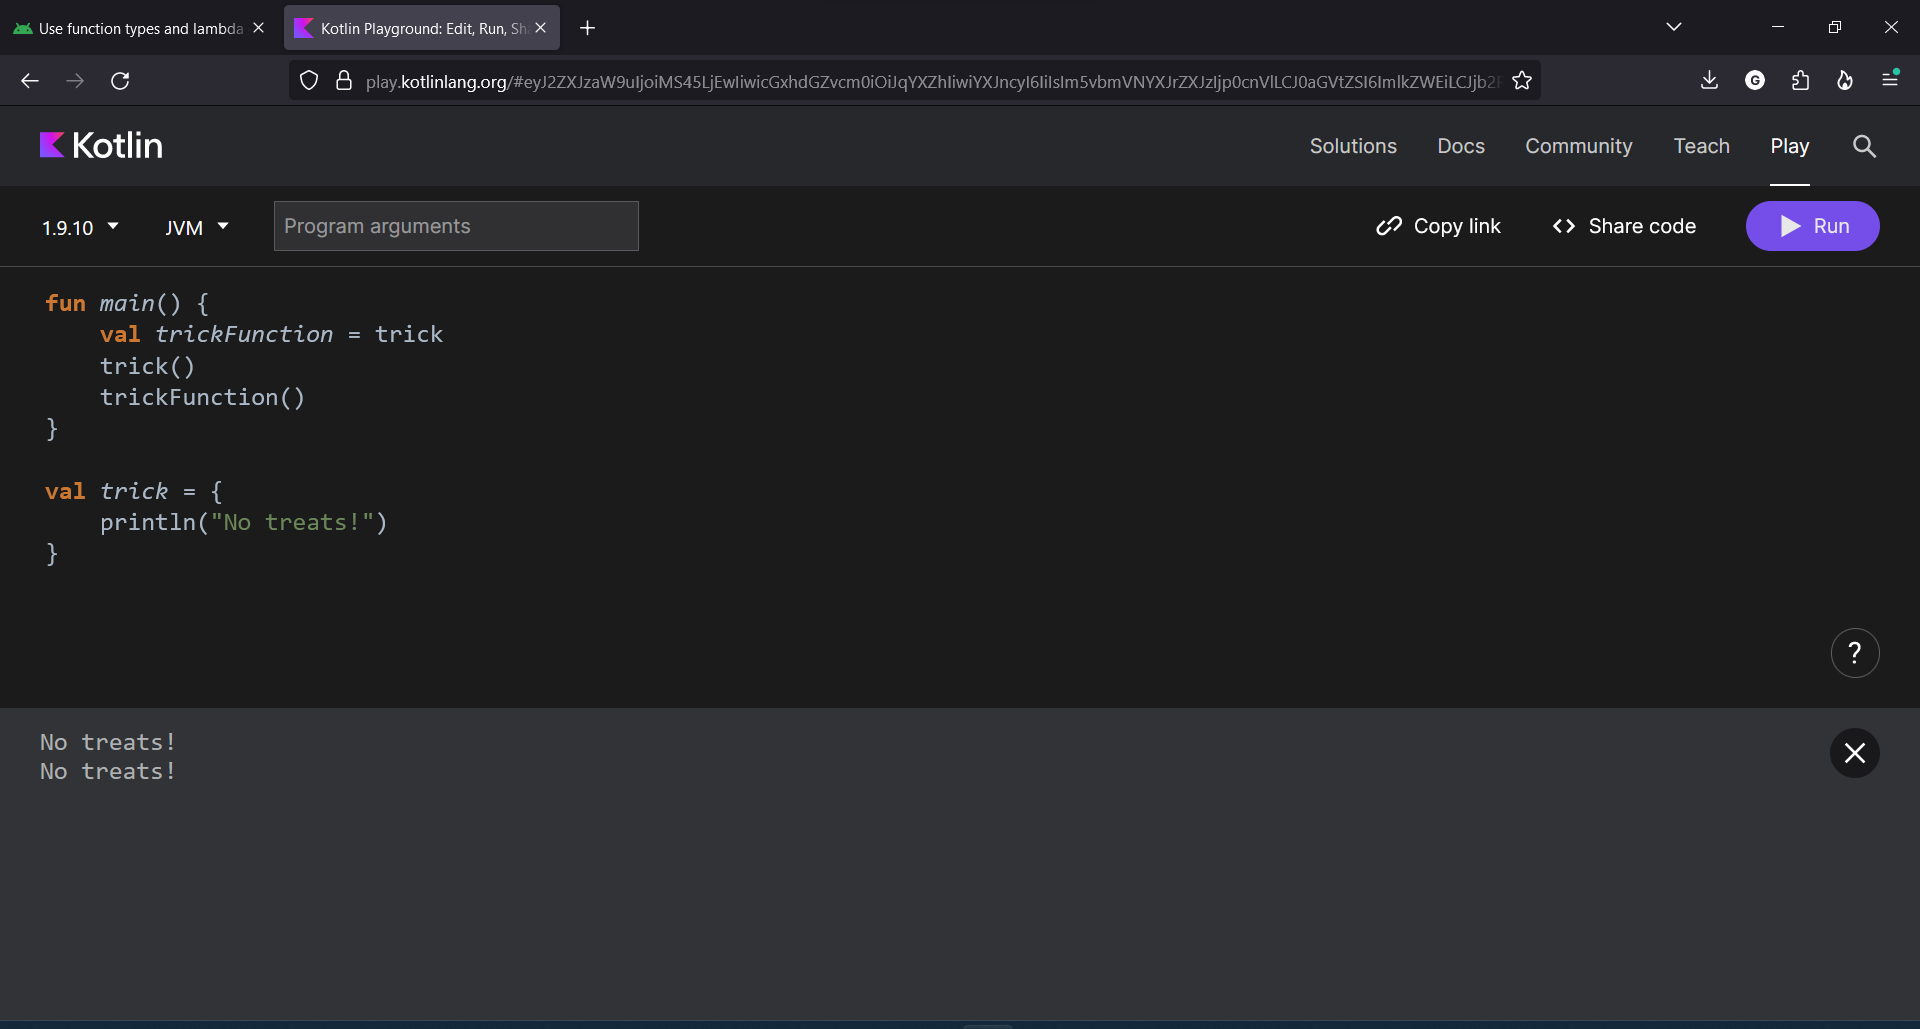 Use function types and lambda
Kotlin Playground: Edit, Run, Sh
play.kotlinlang.org/
Kotlin
Solutions
Docs
Community
Teach
Play
1.9.10
JVM
Program arguments
Copy link
<> Share code
Run
fun main() {
    val trickFunction = trick
    trick()
    trickFunction()
}
val trick = {
    println("No treats!")
}
?
No treats!
No treats!